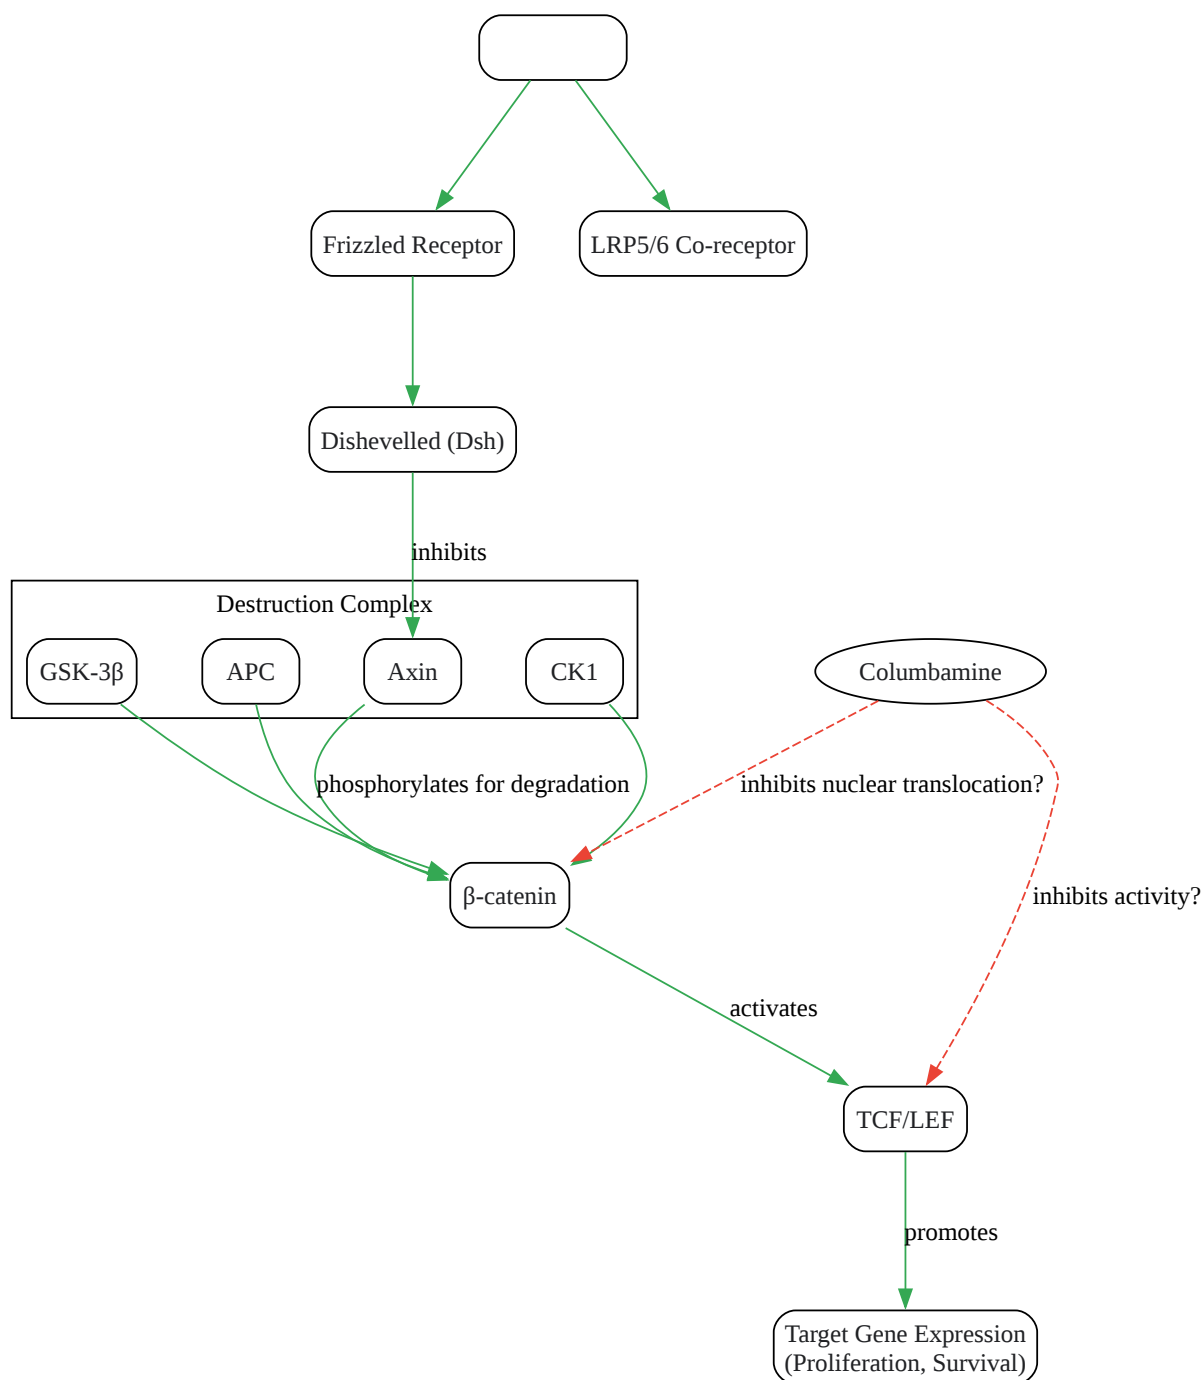 Frizzled Receptor
LRP5/6 Co-receptor
Dishevelled (Dsh)
inhibits
Destruction Complex
GSK-3β
APC
Axin
CK1
Columbamine
phosphorylates for degradation
inhibits nuclear translocation?
β-catenin
inhibits activity?
activates
TCF/LEF
promotes
Target Gene Expression
(Proliferation, Survival)